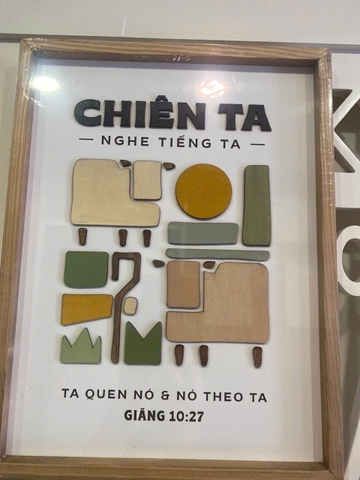 CHIÊN TA
— NGHE TIẾNG TA —
TA QUEN NÓ & NÓ THEO TA
GIĂNG 10:27